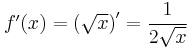 f'(x) = (√x)' = 1/(2√x)